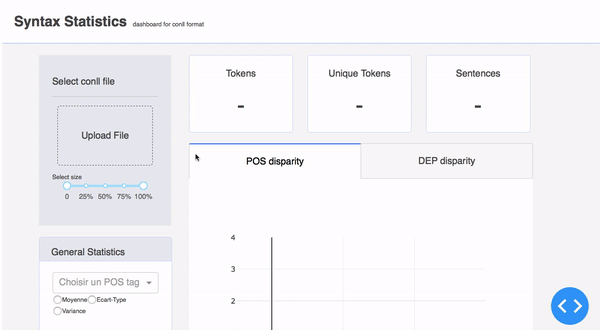 Syntax Statistics dashboard for conll format
Select conll file
Upload File
Select size
0 25% 50% 75% 100%
General Statistics
Choisir un POS tag
Moyenne Ecart-Type
Variance
Tokens
-
Unique Tokens
-
Sentences
-
POS disparity
DEP disparity
4
3
2